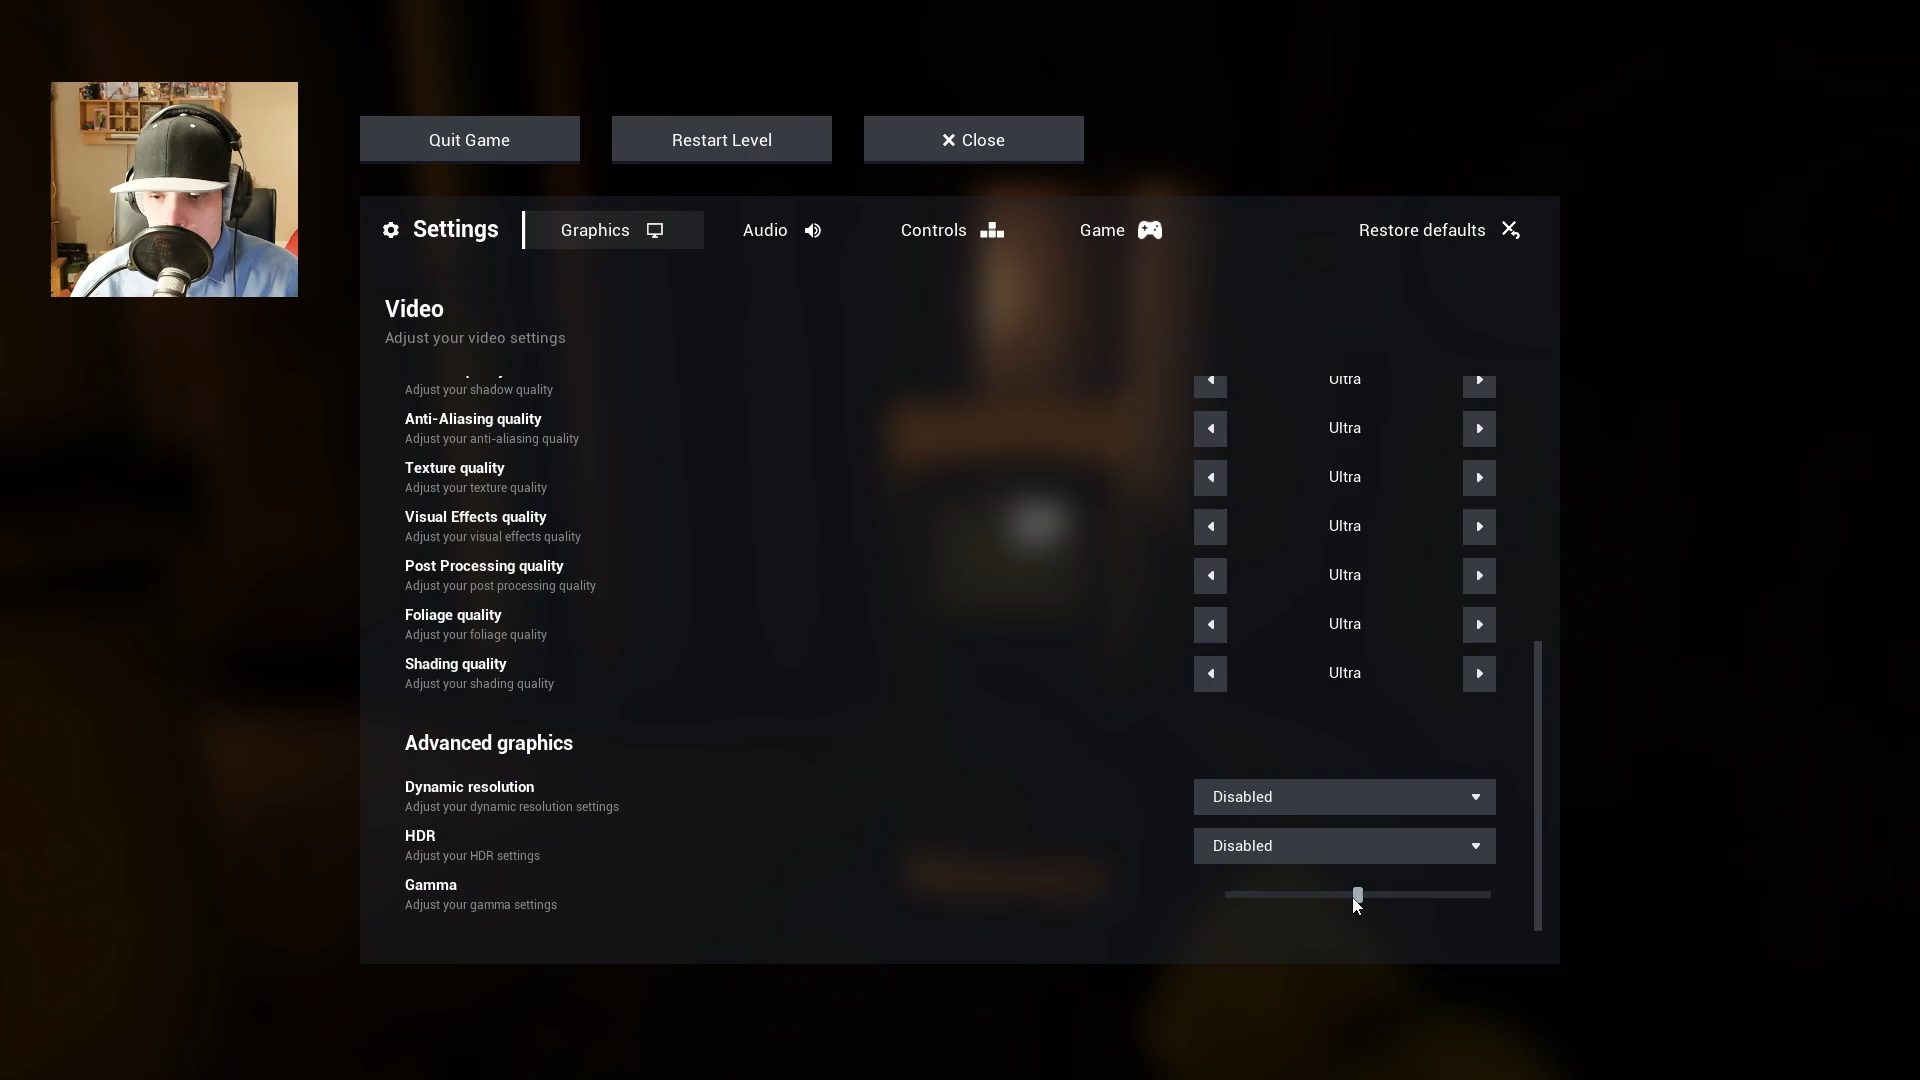 Quit Game
Restart Level
Close
Settings
Graphics
Audio
Controls
Game
Restore defaults
Video
Adjust your video settings
Adjust your shadow quality
Ultra
Anti-Aliasing quality
Adjust your anti-aliasing quality
Ultra
Texture quality
Adjust your texture quality
Ultra
Visual Effects quality
Adjust your visual effects quality
Ultra
Post Processing quality
Adjust your post processing quality
Ultra
Foliage quality
Adjust your foliage quality
Ultra
Shading quality
Adjust your shading quality
Ultra
Advanced graphics
Dynamic resolution
Adjust your dynamic resolution settings
Disabled
HDR
Adjust your HDR settings
Disabled
Gamma
Adjust your gamma settings